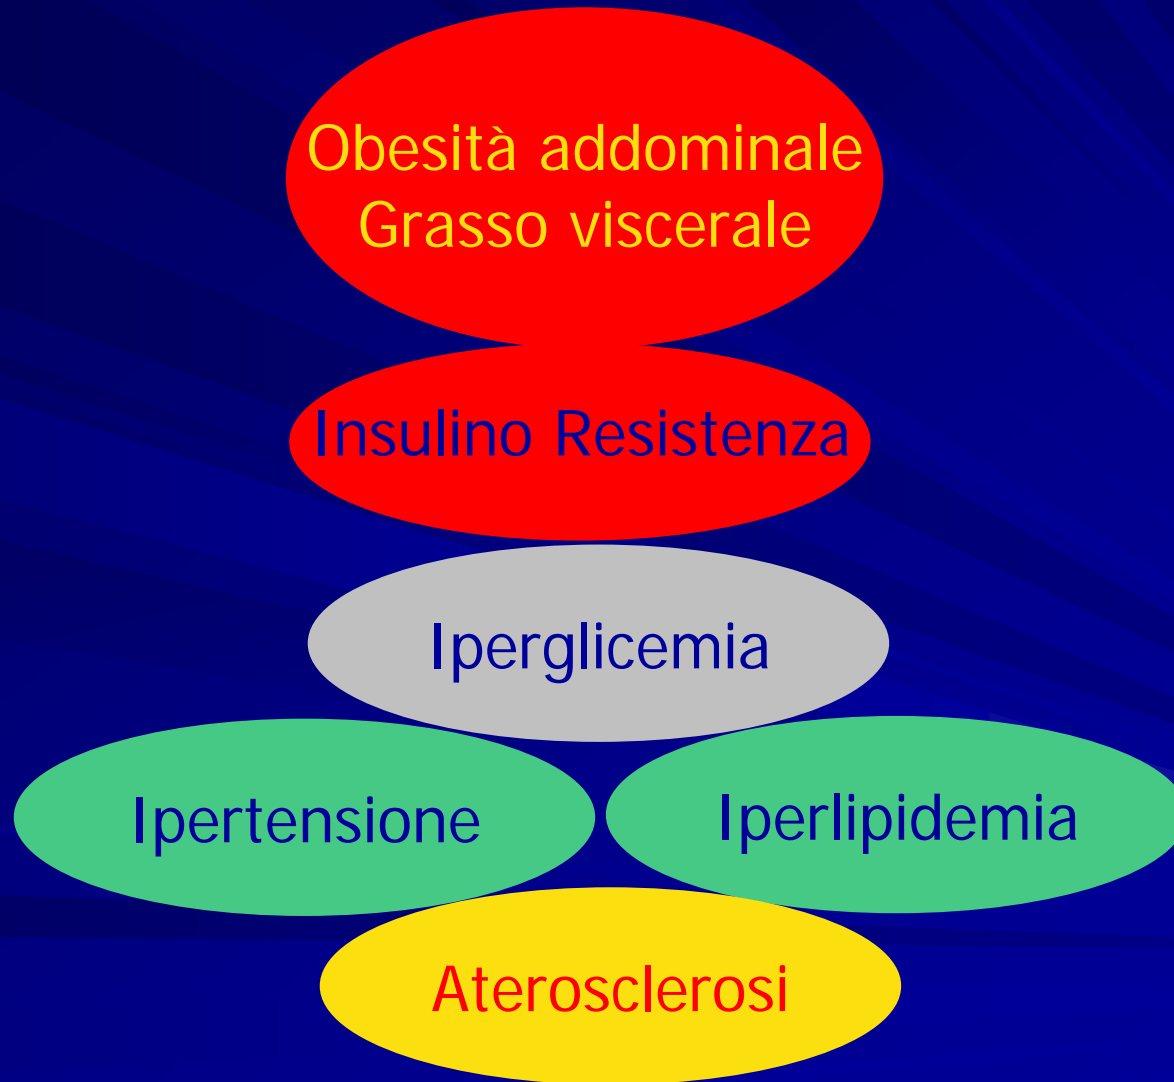 Obesità addominale
Grasso viscerale
Insulino Resistenza
Iperglicemia
Ipertensione
Iperlipidemia
Aterosclerosi